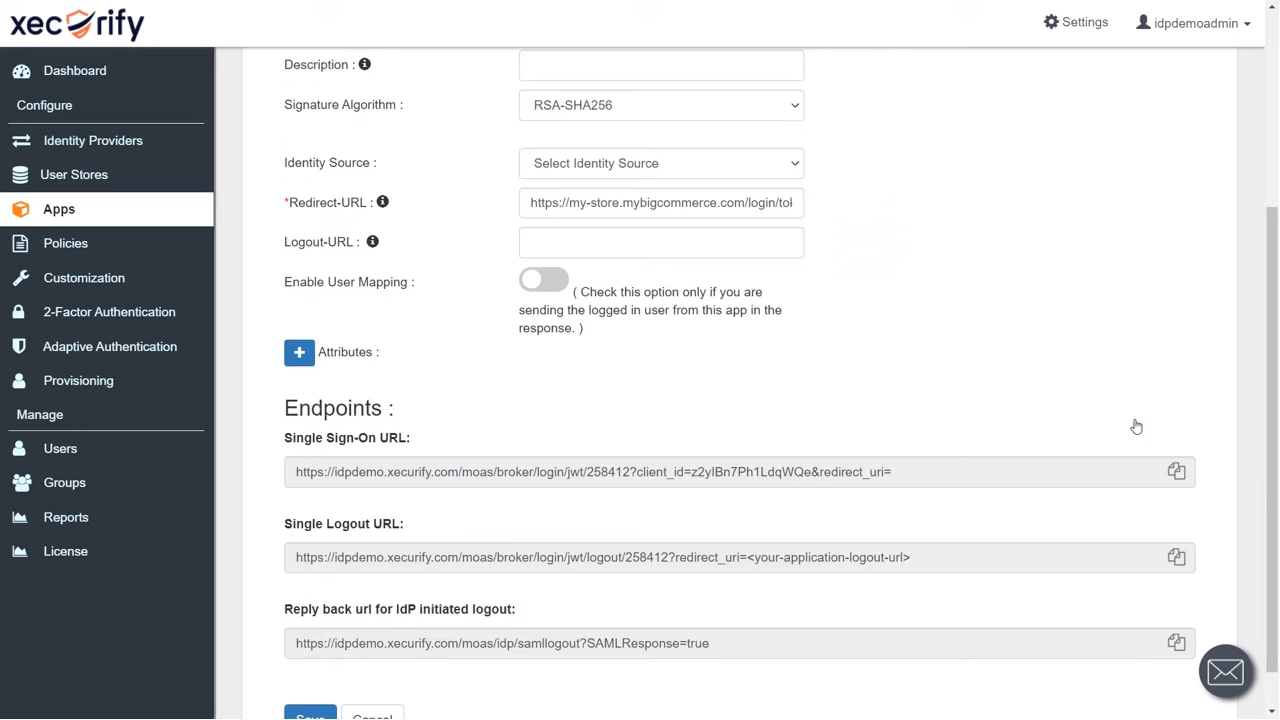 xecurify
Settings
idpdemoadmin
Dashboard
Configure
Identity Providers
User Stores
Apps
Policies
Customization
2-Factor Authentication
Adaptive Authentication
Provisioning
Manage
Users
Groups
Reports
License
Description :
Signature Algorithm :
RSA-SHA256
Identity Source :
Select Identity Source
*Redirect-URL :
https://my-store.mybigcommerce.com/login/tok
Logout-URL :
Enable User Mapping :
( Check this option only if you are
sending the logged in user from this app in the
response. )
+ Attributes :
Endpoints :
Single Sign-On URL:
https://idpdemo.xecurify.com/moas/broker/login/jwt/258412?client_id=z2yIBn7Ph1LdqWQe&redirect_uri=
Single Logout URL:
https://idpdemo.xecurify.com/moas/broker/login/jwt/logout/258412?redirect_uri=<your-application-logout-url>
Reply back url for IdP initiated logout:
https://idpdemo.xecurify.com/moas/idp/samllogout?SAMLResponse=true
Save
Cancel